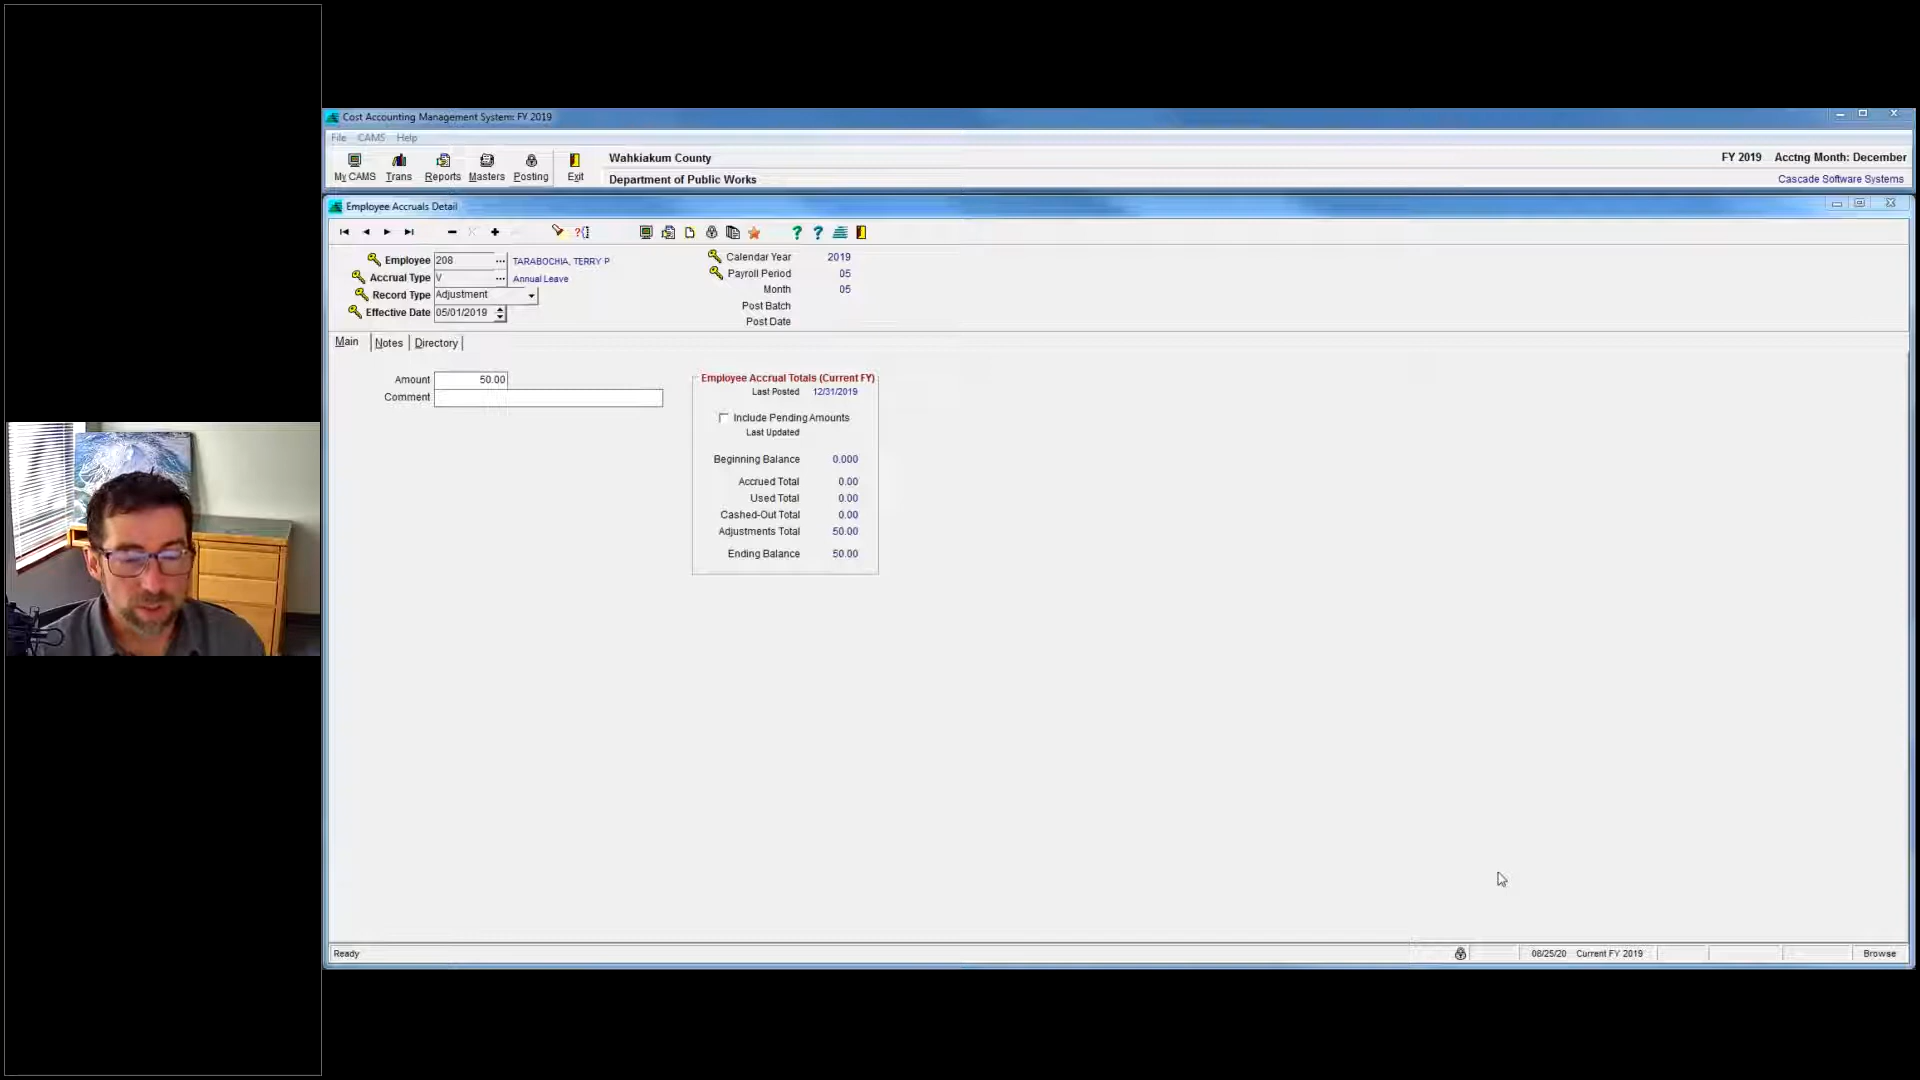 Cost Accounting Management System: FY 2019
File CAMS Help
My CAMS Trans Reports Masters Posting Exit
Wahkiakum County
Department of Public Works
FY 2019 Acctng Month: December
Cascade Software Systems
Employee Accruals Detail
Employee 208 ... TARABOCHIA, TERRY P
Accrual Type V ... Annual Leave
Record Type Adjustment
Effective Date 05/01/2019
Calendar Year 2019
Payroll Period 05
Month 05
Post Batch
Post Date
Main Notes Directory
Amount 50.00
Comment
Employee Accrual Totals (Current FY)
Last Posted 12/31/2019
Include Pending Amounts
Last Updated
Beginning Balance 0.000
Accrued Total 0.00
Used Total 0.00
Cashed-Out Total 0.00
Adjustments Total 50.00
Ending Balance 50.00
Ready 08/25/20 Current FY 2019 Browse